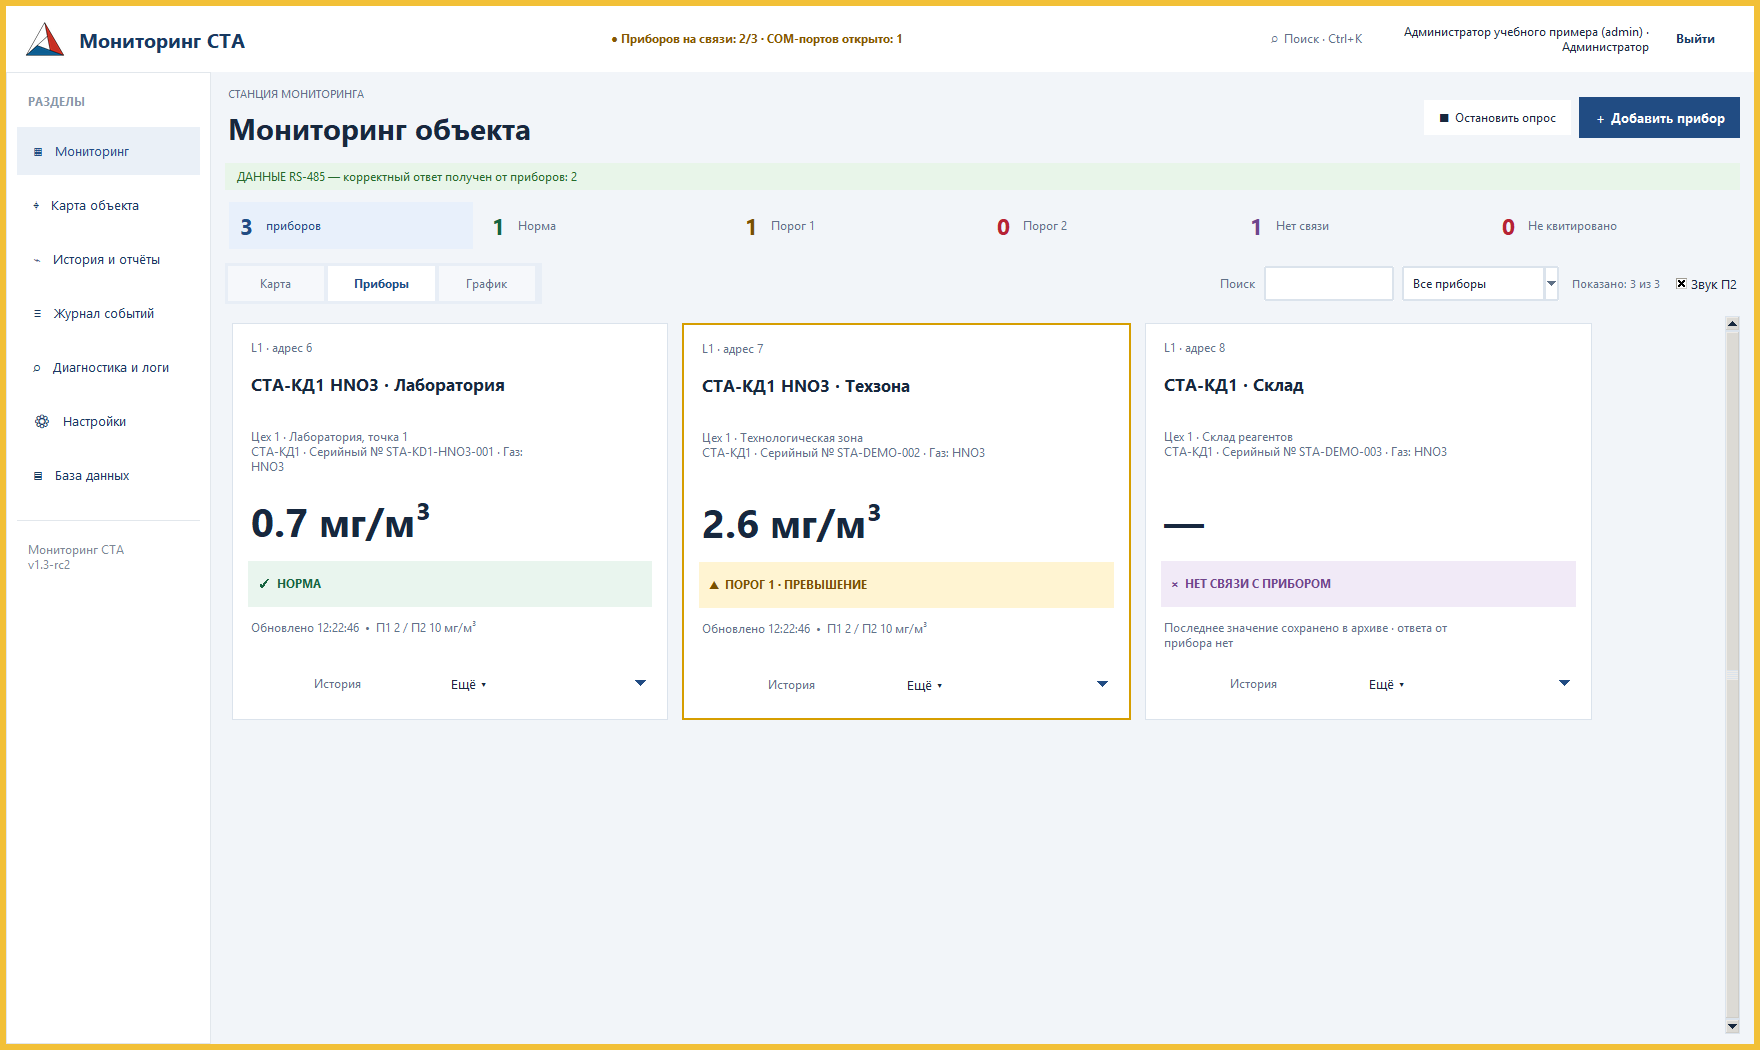 Мониторинг СТА
● Приборов на связи: 2/3 · COM-портов открыто: 1
Поиск · Ctrl+K
Администратор учебного примера (admin) ·
Администратор
Выйти
РАЗДЕЛЫ
Мониторинг
Карта объекта
История и отчёты
Журнал событий
Диагностика и логи
Настройки
База данных
Мониторинг СТА
v1.3-rc2
СТАНЦИЯ МОНИТОРИНГА
Мониторинг объекта
■ Остановить опрос
+ Добавить прибор
ДАННЫЕ RS-485 — корректный ответ получен от приборов: 2
3 приборов
1 Норма
1 Порог 1
0 Порог 2
1 Нет связи
0 Не квитировано
Карта
Приборы
График
Поиск
Все приборы
Показано: 3 из 3
Звук П2
L1 · адрес 6
СТА-КД1 HNO3 · Лаборатория
Цех 1 · Лаборатория, точка 1
СТА-КД1 · Серийный № STA-KD1-HNO3-001 · Газ:
HNO3
0.7 мг/м³
✓ НОРМА
Обновлено 12:22:46 • П1 2 / П2 10 мг/м³
История
Ещё ▾
L1 · адрес 7
СТА-КД1 HNO3 · Техзона
Цех 1 · Технологическая зона
СТА-КД1 · Серийный № STA-DEMO-002 · Газ: HNO3
2.6 мг/м³
▲ ПОРОГ 1 · ПРЕВЫШЕНИЕ
Обновлено 12:22:46 • П1 2 / П2 10 мг/м³
История
Ещё ▾
L1 · адрес 8
СТА-КД1 · Склад
Цех 1 · Склад реагентов
СТА-КД1 · Серийный № STA-DEMO-003 · Газ: HNO3
—
× НЕТ СВЯЗИ С ПРИБОРОМ
Последнее значение сохранено в архиве · ответа от
прибора нет
История
Ещё ▾